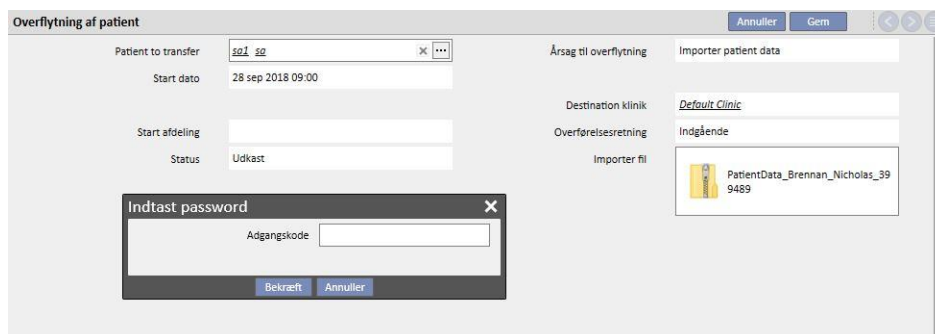 Overflytning af patient
Annuller Gem
Patient to transfer sa1 sa
Årsag til overflytning Importer patient data
Start dato 28 sep 2018 09:00
Destination klinik Default Clinic
Start afdeling
Overførelsesretning Indgående
Status Udkast
Importer fil
PatientData_Brennan_Nicholas_39
9489
Indtast password
Adgangskode
Bekræft Annuller